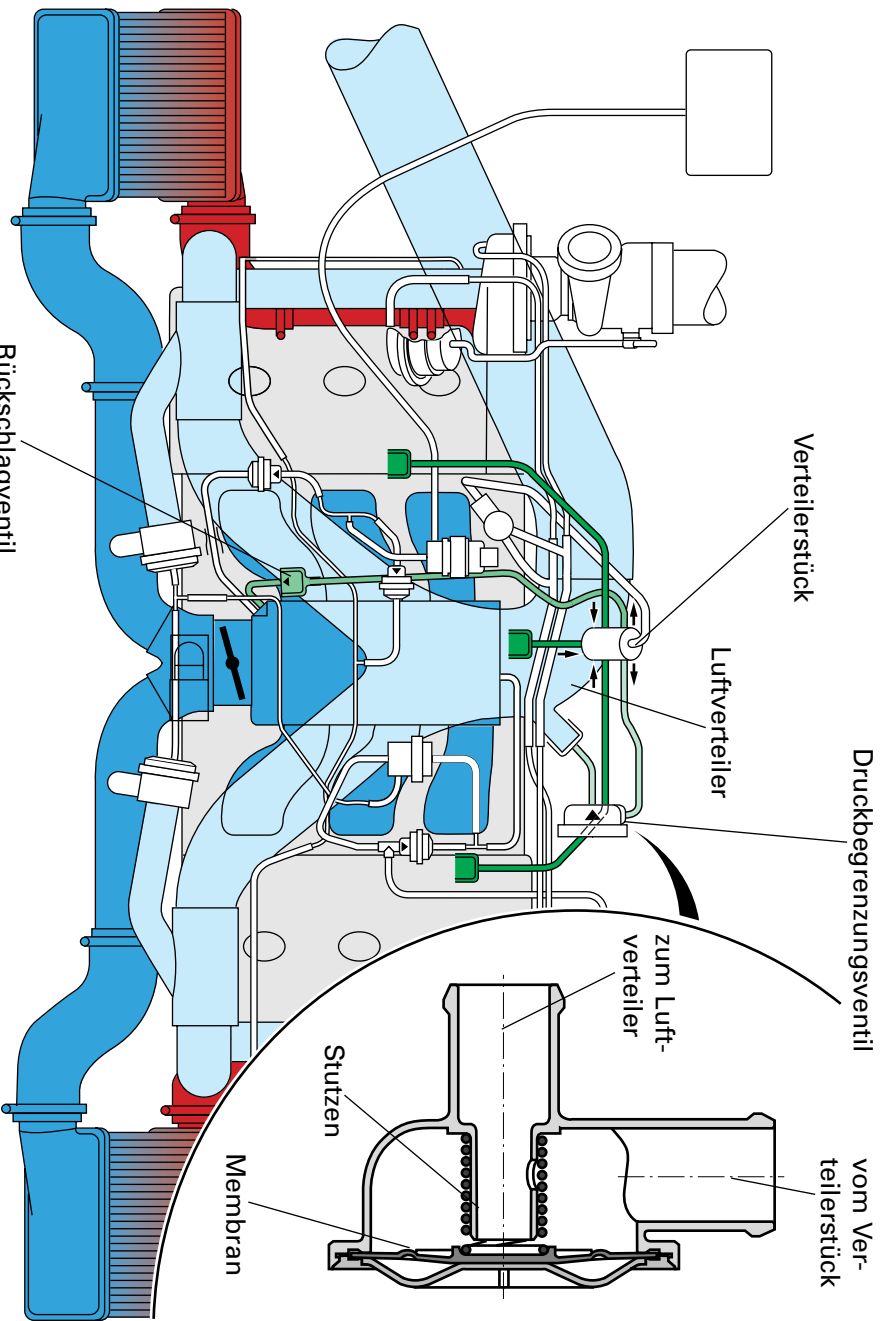 Druckbegrenzungsventil
vom Ver-
teilerstück
Verteilerstück
Luftverteiler
zum Luft-
verteiler
Stutzen
Membran
Rückschlagventil